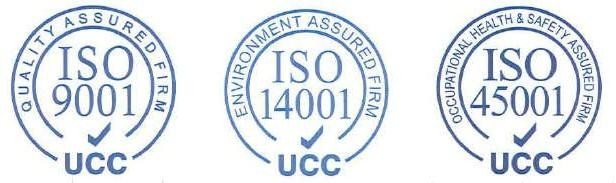 QUALITY ASSURED FIRM
ISO
9001
UCC
ENVIRONMENT ASSURED FIRM
ISO
14001
UCC
OCCUPATIONAL HEALTH & SAFETY ASSURED FIRM
ISO
45001
UCC